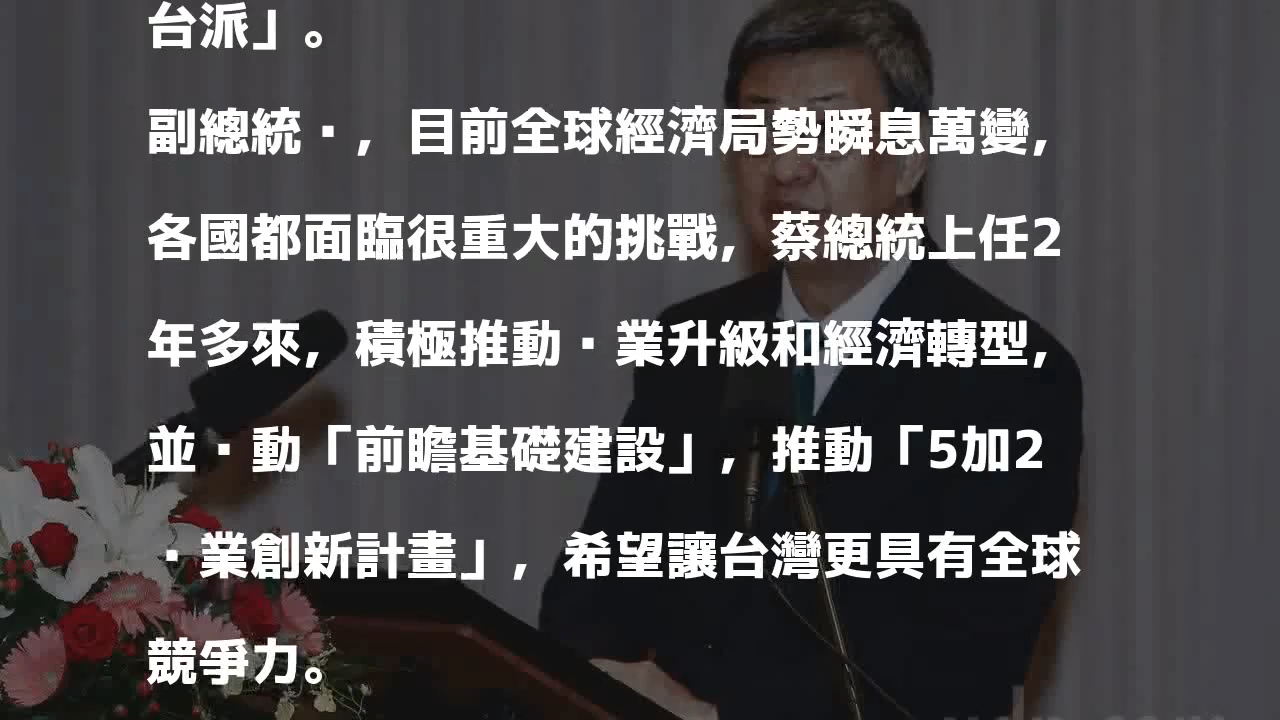 台派」。
副總統·，目前全球經濟局勢瞬息萬變，
各國都面臨很重大的挑戰，蔡總統上任2
年多來，積極推動·業升級和經濟轉型，
並·動「前瞻基礎建設」，推動「5加2
·業創新計畫」，希望讓台灣更具有全球
競爭力。